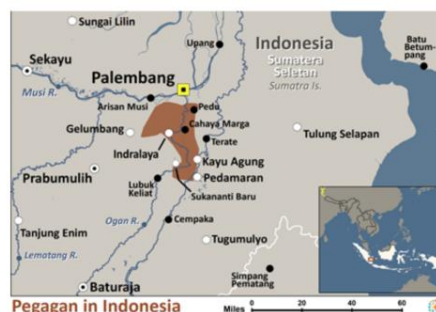 Sungai Lilin
Upang
Indonesia
Sumatera
Seletan
Sumatra Is.
Batu
Betum-
pang
Sekayu
Musi R.
Palembang
Arisan Musi
Pedu
Gelumbang
Cahaya Marga
Terate
Tulung Selapan
Indralaya
Kayu Agung
Prabumulih
Pedamaran
Lubuk
Keliat
Sukananti Baru
Ogan R.
Cempaka
Tanjung Enim
Tugumulyo
Lematang R.
Simpang
Pematang
Baturaja
Pegagan in Indonesia
Miles
0
20
40
60